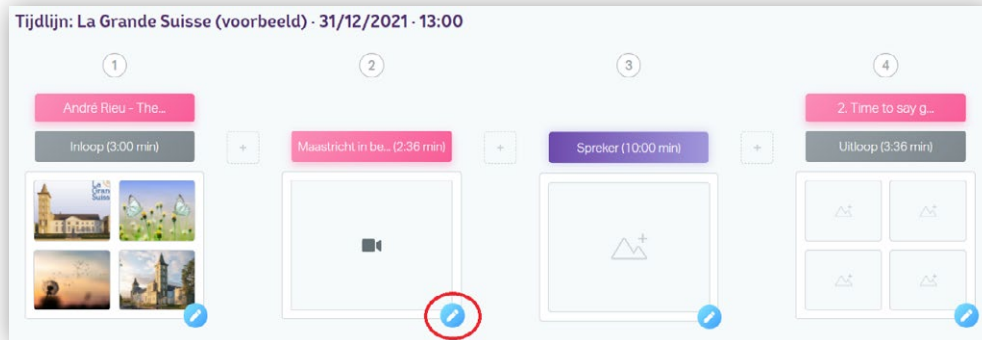 Tijdlijn: La Grande Suisse (voorbeeld) · 31/12/2021 · 13:00
1
2
3
4
André Rieu - The...
2. Time to say g...
Inloop (3:00 min)
+
Maastricht in be... (2:36 min)
+
Spreker (10:00 min)
+
Uitloop (3:36 min)
La
Gran
Suiss